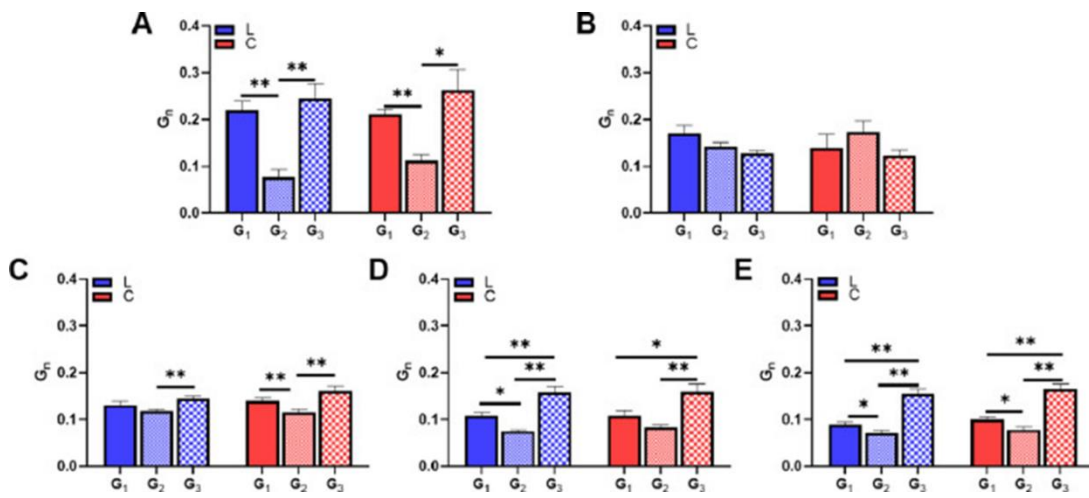 A
L
C
Gn
0.4
0.3
0.2
0.1
0.0
** ** ** *
G1 G2 G3 G1 G2 G3
B
L
C
Gn
0.4
0.3
0.2
0.1
0.0
G1 G2 G3 G1 G2 G3
C
L
C
Gn
0.4
0.3
0.2
0.1
0.0
** ** **
G1 G2 G3 G1 G2 G3
D
L
C
Gn
0.4
0.3
0.2
0.1
0.0
** *
* ** **
G1 G2 G3 G1 G2 G3
E
L
C
Gn
0.4
0.3
0.2
0.1
0.0
** **
* ** * **
G1 G2 G3 G1 G2 G3